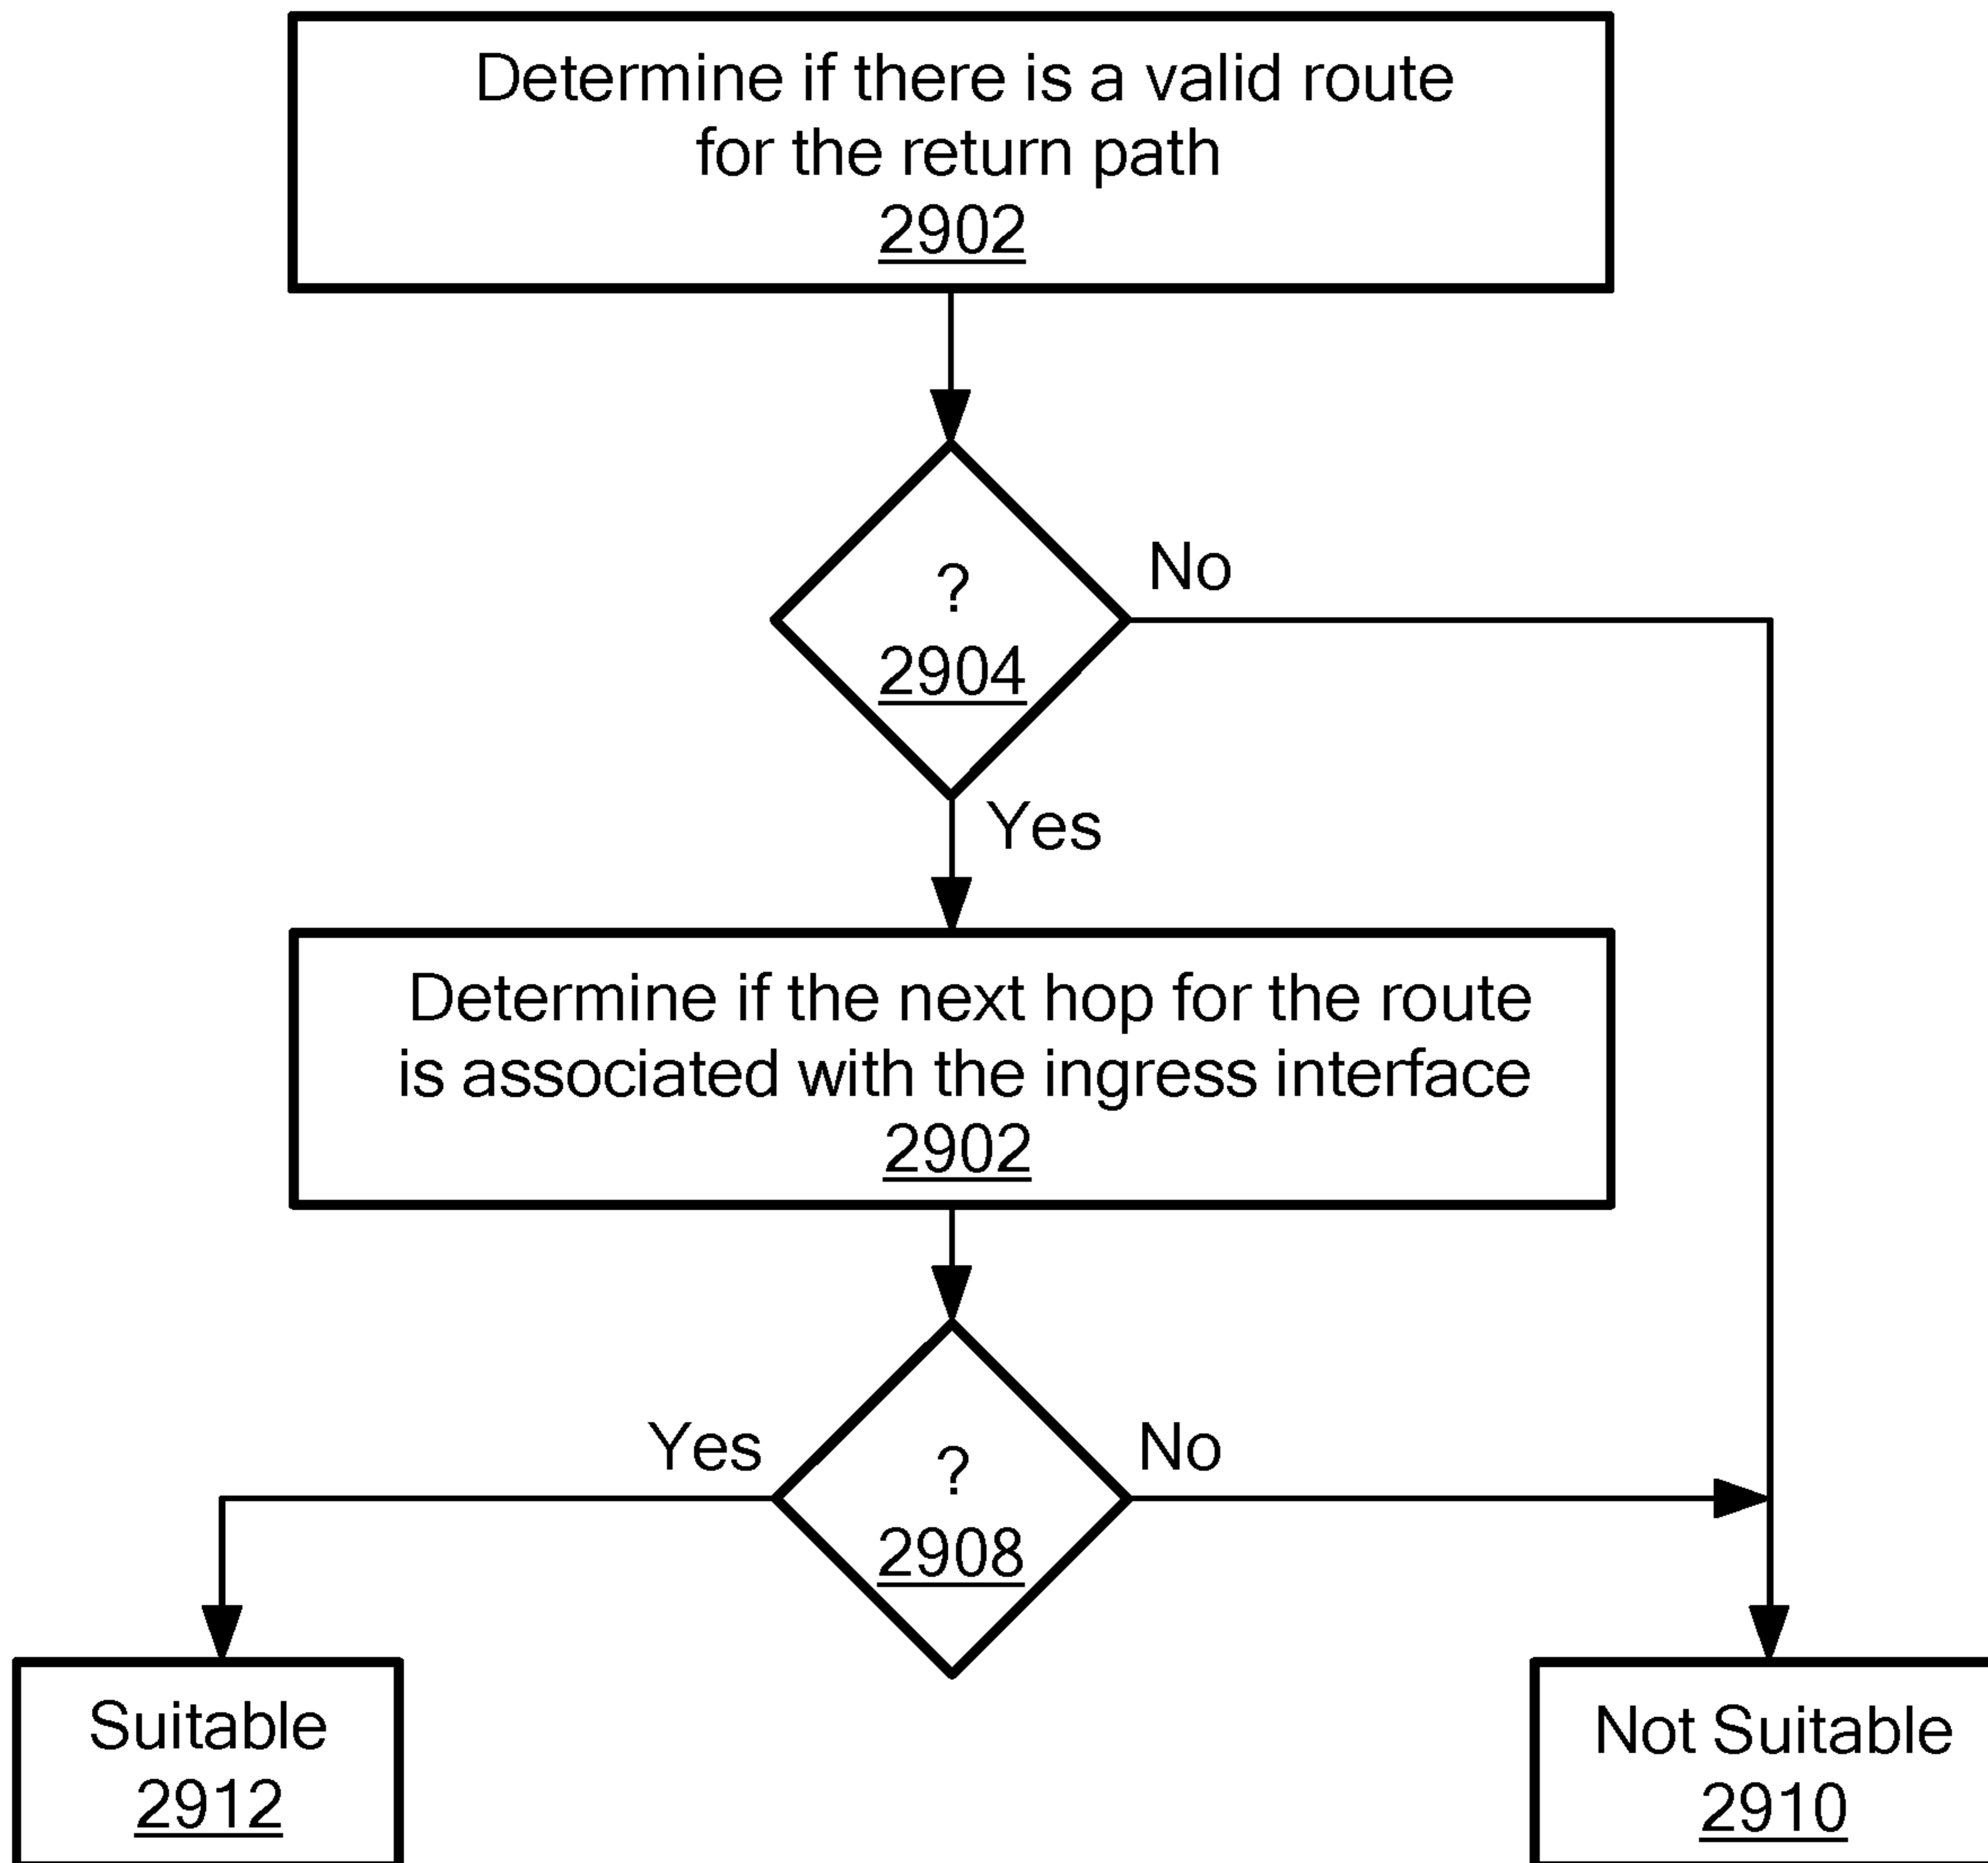 Determine if there is a valid route
for the return path
2902
?
2904
No
Yes
Determine if the next hop for the route
is associated with the ingress interface
2902
?
2908
Yes
No
Suitable
2912
Not Suitable
2910